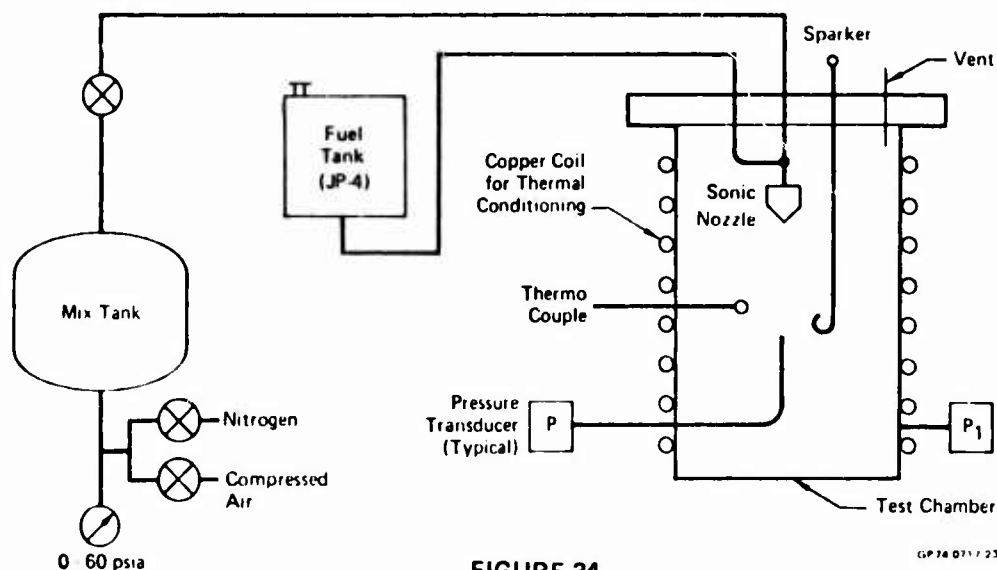 Sparker
Vent
Fuel
Tank
(JP-4)
Copper Coil
for Thermal
Conditioning
Sonic
Nozzle
Mix Tank
Thermo
Couple
Nitrogen
Pressure
Transducer
(Typical)
P
P1
Compressed
Air
Test Chamber
0 - 60 psia
FIGURE 24